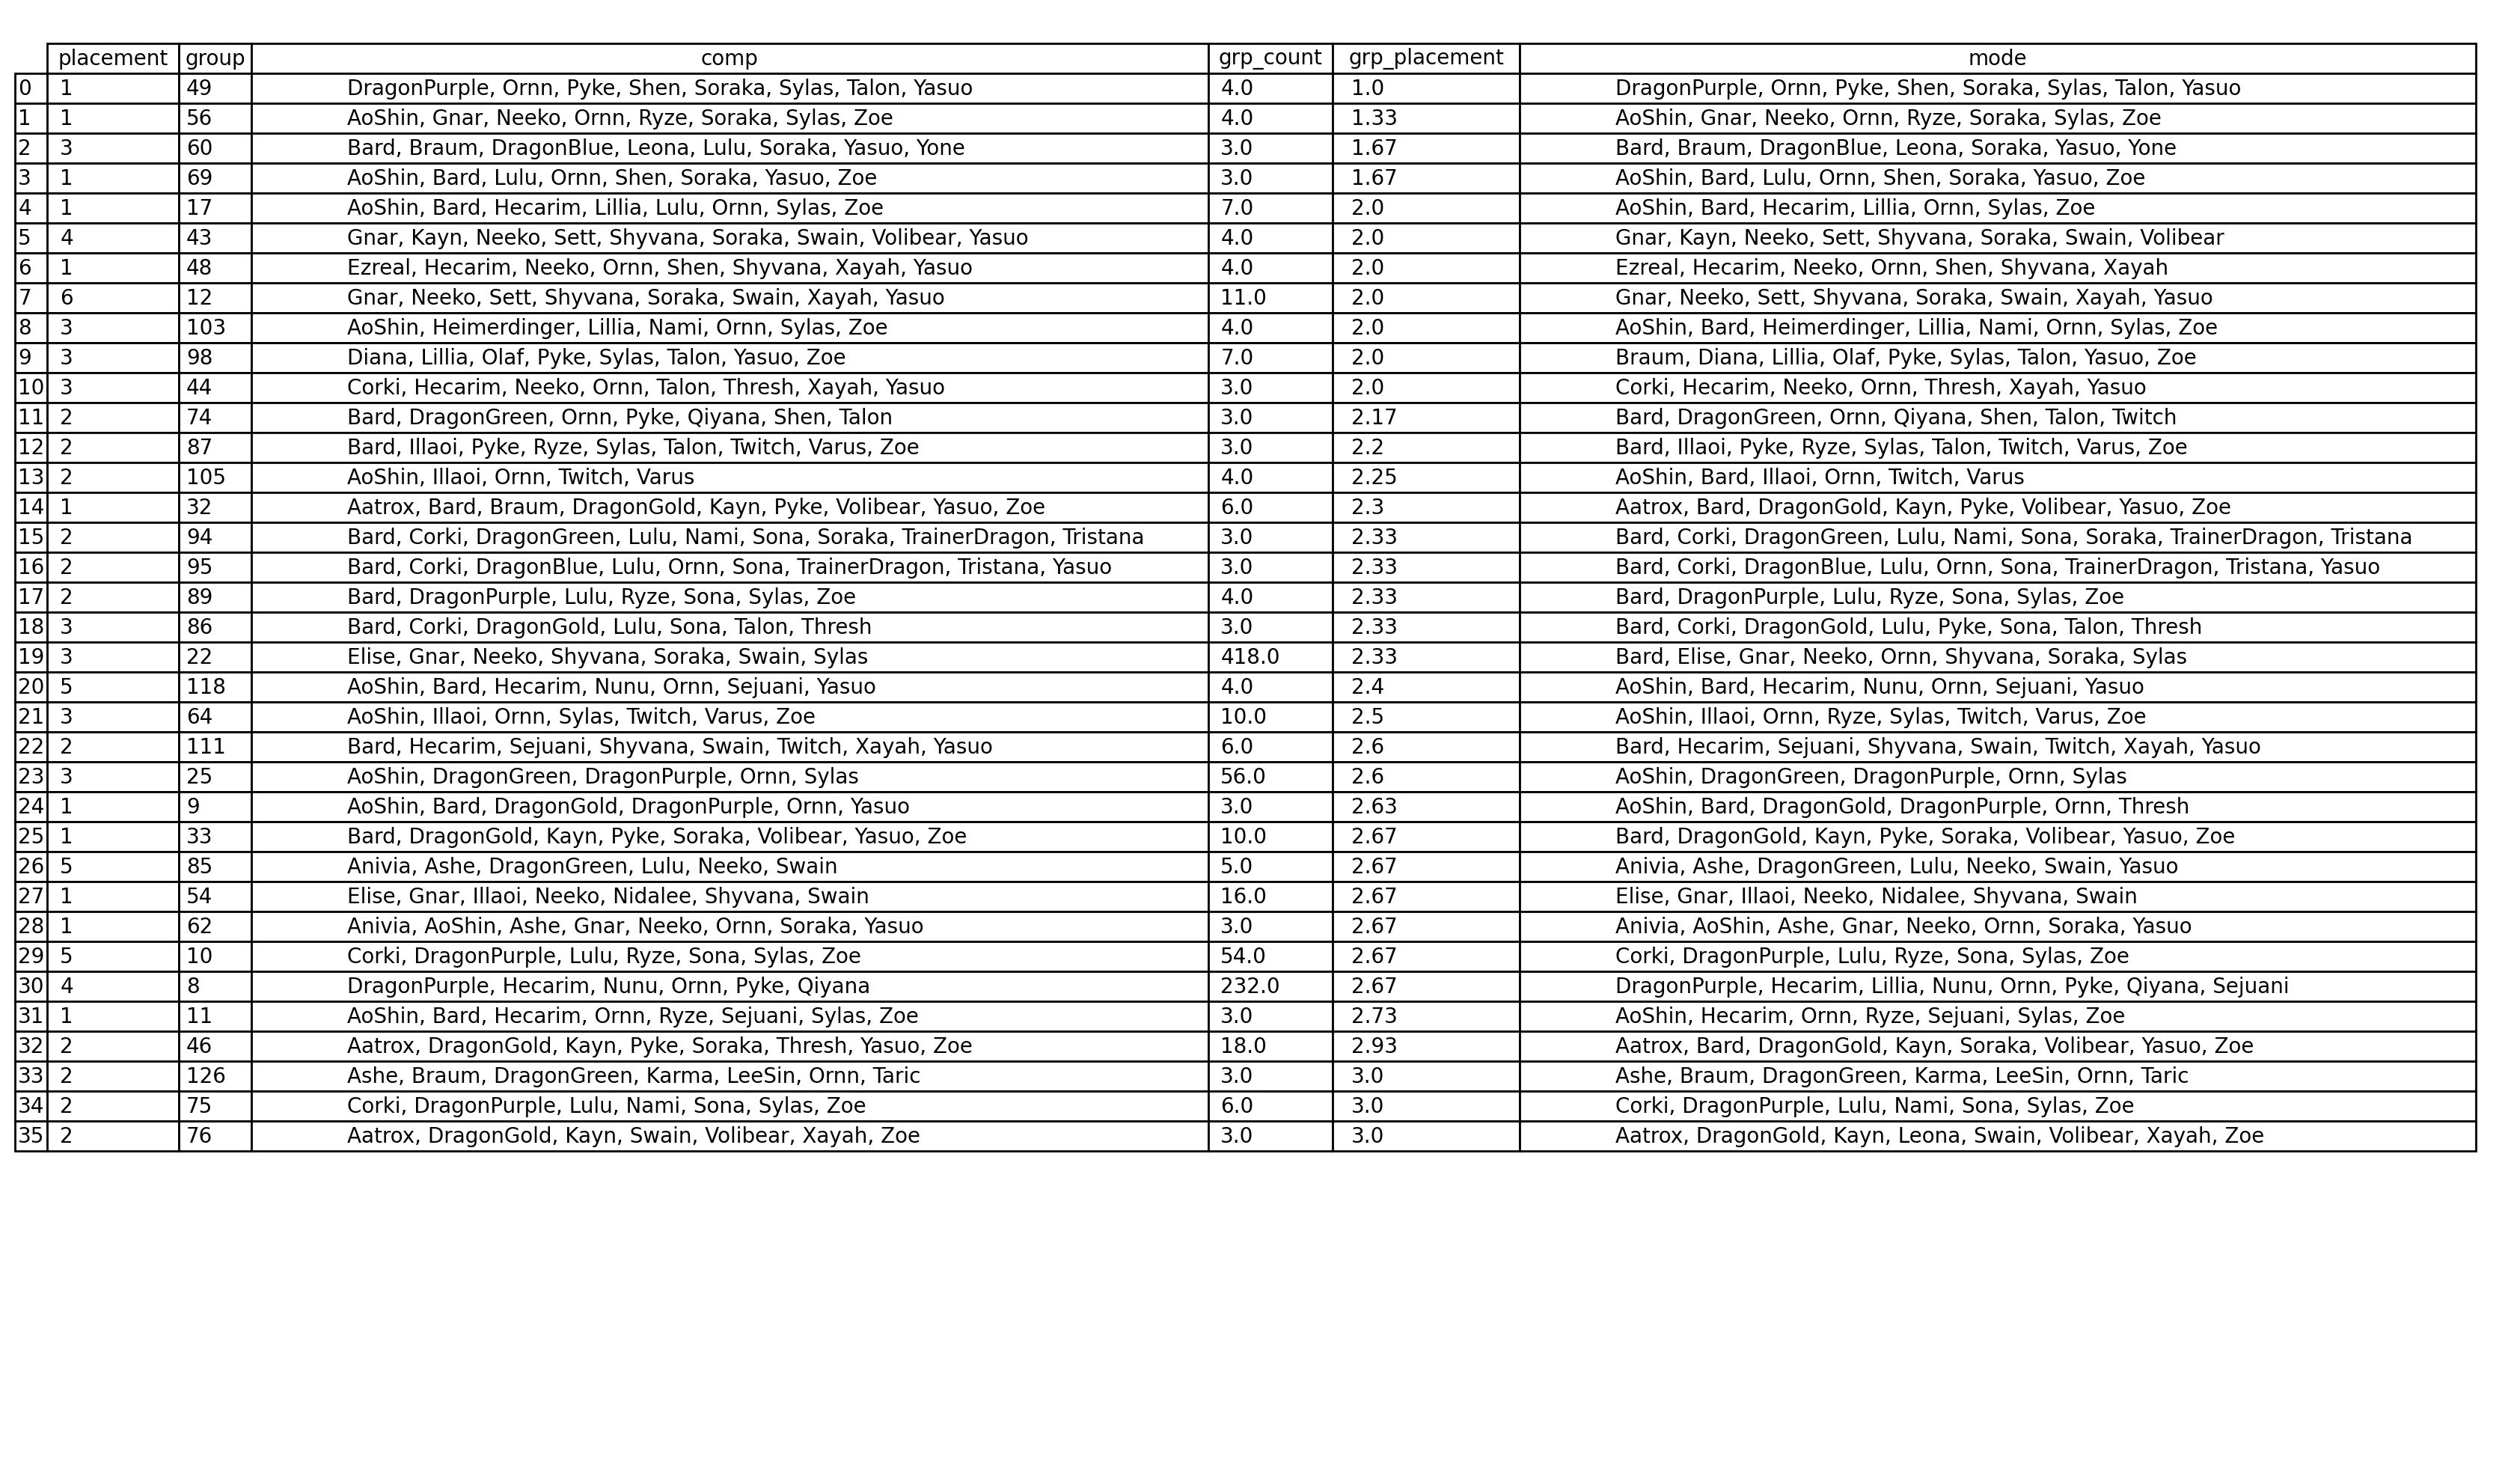 placement group comp grp_count grp_placement mode
0 1 49 DragonPurple, Ornn, Pyke, Shen, Soraka, Sylas, Talon, Yasuo 4.0 1.0 DragonPurple, Ornn, Pyke, Shen, Soraka, Sylas, Talon, Yasuo
1 1 56 AoShin, Gnar, Neeko, Ornn, Ryze, Soraka, Sylas, Zoe 4.0 1.33 AoShin, Gnar, Neeko, Ornn, Ryze, Soraka, Sylas, Zoe
2 3 60 Bard, Braum, DragonBlue, Leona, Lulu, Soraka, Yasuo, Yone 3.0 1.67 Bard, Braum, DragonBlue, Leona, Soraka, Yasuo, Yone
3 1 69 AoShin, Bard, Lulu, Ornn, Shen, Soraka, Yasuo, Zoe 3.0 1.67 AoShin, Bard, Lulu, Ornn, Shen, Soraka, Yasuo, Zoe
4 1 17 AoShin, Bard, Hecarim, Lillia, Lulu, Ornn, Sylas, Zoe 7.0 2.0 AoShin, Bard, Hecarim, Lillia, Ornn, Sylas, Zoe
5 4 43 Gnar, Kayn, Neeko, Sett, Shyvana, Soraka, Swain, Volibear, Yasuo 4.0 2.0 Gnar, Kayn, Neeko, Sett, Shyvana, Soraka, Swain, Volibear
6 1 48 Ezreal, Hecarim, Neeko, Ornn, Shen, Shyvana, Xayah, Yasuo 4.0 2.0 Ezreal, Hecarim, Neeko, Ornn, Shen, Shyvana, Xayah
7 6 12 Gnar, Neeko, Sett, Shyvana, Soraka, Swain, Xayah, Yasuo 11.0 2.0 Gnar, Neeko, Sett, Shyvana, Soraka, Swain, Xayah, Yasuo
8 3 103 AoShin, Heimerdinger, Lillia, Nami, Ornn, Sylas, Zoe 4.0 2.0 AoShin, Bard, Heimerdinger, Lillia, Nami, Ornn, Sylas, Zoe
9 3 98 Diana, Lillia, Olaf, Pyke, Sylas, Talon, Yasuo, Zoe 7.0 2.0 Braum, Diana, Lillia, Olaf, Pyke, Sylas, Talon, Yasuo, Zoe
10 3 44 Corki, Hecarim, Neeko, Ornn, Talon, Thresh, Xayah, Yasuo 3.0 2.0 Corki, Hecarim, Neeko, Ornn, Thresh, Xayah, Yasuo
11 2 74 Bard, DragonGreen, Ornn, Pyke, Qiyana, Shen, Talon 3.0 2.17 Bard, DragonGreen, Ornn, Qiyana, Shen, Talon, Twitch
12 2 87 Bard, Illaoi, Pyke, Ryze, Sylas, Talon, Twitch, Varus, Zoe 3.0 2.2 Bard, Illaoi, Pyke, Ryze, Sylas, Talon, Twitch, Varus, Zoe
13 2 105 AoShin, Illaoi, Ornn, Twitch, Varus 4.0 2.25 AoShin, Bard, Illaoi, Ornn, Twitch, Varus
14 1 32 Aatrox, Bard, Braum, DragonGold, Kayn, Pyke, Volibear, Yasuo, Zoe 6.0 2.3 Aatrox, Bard, DragonGold, Kayn, Pyke, Volibear, Yasuo, Zoe
15 2 94 Bard, Corki, DragonGreen, Lulu, Nami, Sona, Soraka, TrainerDragon, Tristana 3.0 2.33 Bard, Corki, DragonGreen, Lulu, Nami, Sona, Soraka, TrainerDragon, Tristana
16 2 95 Bard, Corki, DragonBlue, Lulu, Ornn, Sona, TrainerDragon, Tristana, Yasuo 3.0 2.33 Bard, Corki, DragonBlue, Lulu, Ornn, Sona, TrainerDragon, Tristana, Yasuo
17 2 89 Bard, DragonPurple, Lulu, Ryze, Sona, Sylas, Zoe 4.0 2.33 Bard, DragonPurple, Lulu, Ryze, Sona, Sylas, Zoe
18 3 86 Bard, Corki, DragonGold, Lulu, Sona, Talon, Thresh 3.0 2.33 Bard, Corki, DragonGold, Lulu, Pyke, Sona, Talon, Thresh
19 3 22 Elise, Gnar, Neeko, Shyvana, Soraka, Swain, Sylas 418.0 2.33 Bard, Elise, Gnar, Neeko, Ornn, Shyvana, Soraka, Sylas
20 5 118 AoShin, Bard, Hecarim, Nunu, Ornn, Sejuani, Yasuo 4.0 2.4 AoShin, Bard, Hecarim, Nunu, Ornn, Sejuani, Yasuo
21 3 64 AoShin, Illaoi, Ornn, Sylas, Twitch, Varus, Zoe 10.0 2.5 AoShin, Illaoi, Ornn, Ryze, Sylas, Twitch, Varus, Zoe
22 2 111 Bard, Hecarim, Sejuani, Shyvana, Swain, Twitch, Xayah, Yasuo 6.0 2.6 Bard, Hecarim, Sejuani, Shyvana, Swain, Twitch, Xayah, Yasuo
23 3 25 AoShin, DragonGreen, DragonPurple, Ornn, Sylas 56.0 2.6 AoShin, DragonGreen, DragonPurple, Ornn, Sylas
24 1 9 AoShin, Bard, DragonGold, DragonPurple, Ornn, Yasuo 3.0 2.63 AoShin, Bard, DragonGold, DragonPurple, Ornn, Thresh
25 1 33 Bard, DragonGold, Kayn, Pyke, Soraka, Volibear, Yasuo, Zoe 10.0 2.67 Bard, DragonGold, Kayn, Pyke, Soraka, Volibear, Yasuo, Zoe
26 5 85 Anivia, Ashe, DragonGreen, Lulu, Neeko, Swain 5.0 2.67 Anivia, Ashe, DragonGreen, Lulu, Neeko, Swain, Yasuo
27 1 54 Elise, Gnar, Illaoi, Neeko, Nidalee, Shyvana, Swain 16.0 2.67 Elise, Gnar, Illaoi, Neeko, Nidalee, Shyvana, Swain
28 1 62 Anivia, AoShin, Ashe, Gnar, Neeko, Ornn, Soraka, Yasuo 3.0 2.67 Anivia, AoShin, Ashe, Gnar, Neeko, Ornn, Soraka, Yasuo
29 5 10 Corki, DragonPurple, Lulu, Ryze, Sona, Sylas, Zoe 54.0 2.67 Corki, DragonPurple, Lulu, Ryze, Sona, Sylas, Zoe
30 4 8 DragonPurple, Hecarim, Nunu, Ornn, Pyke, Qiyana 232.0 2.67 DragonPurple, Hecarim, Lillia, Nunu, Ornn, Pyke, Qiyana, Sejuani
31 1 11 AoShin, Bard, Hecarim, Ornn, Ryze, Sejuani, Sylas, Zoe 3.0 2.73 AoShin, Hecarim, Ornn, Ryze, Sejuani, Sylas, Zoe
32 2 46 Aatrox, DragonGold, Kayn, Pyke, Soraka, Thresh, Yasuo, Zoe 18.0 2.93 Aatrox, Bard, DragonGold, Kayn, Soraka, Volibear, Yasuo, Zoe
33 2 126 Ashe, Braum, DragonGreen, Karma, LeeSin, Ornn, Taric 3.0 3.0 Ashe, Braum, DragonGreen, Karma, LeeSin, Ornn, Taric
34 2 75 Corki, DragonPurple, Lulu, Nami, Sona, Sylas, Zoe 6.0 3.0 Corki, DragonPurple, Lulu, Nami, Sona, Sylas, Zoe
35 2 76 Aatrox, DragonGold, Kayn, Swain, Volibear, Xayah, Zoe 3.0 3.0 Aatrox, DragonGold, Kayn, Leona, Swain, Volibear, Xayah, Zoe